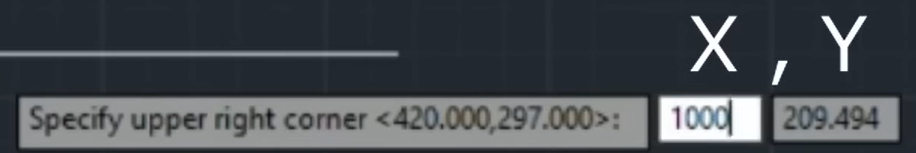 X , Y
Specify upper right corner <420.000,297.000>: 1000 209.494